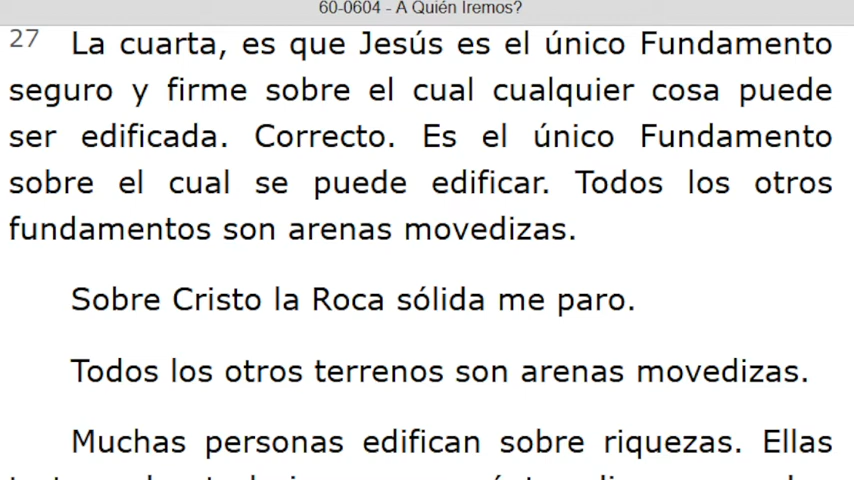 60-0604 - A Quién Iremos?
27 La cuarta, es que Jesús es el único Fundamento
seguro y firme sobre el cual cualquier cosa puede
ser edificada. Correcto. Es el único Fundamento
sobre el cual se puede edificar. Todos los otros
fundamentos son arenas movedizas.
Sobre Cristo la Roca sólida me paro.
Todos los otros terrenos son arenas movedizas.
Muchas personas edifican sobre riquezas. Ellas